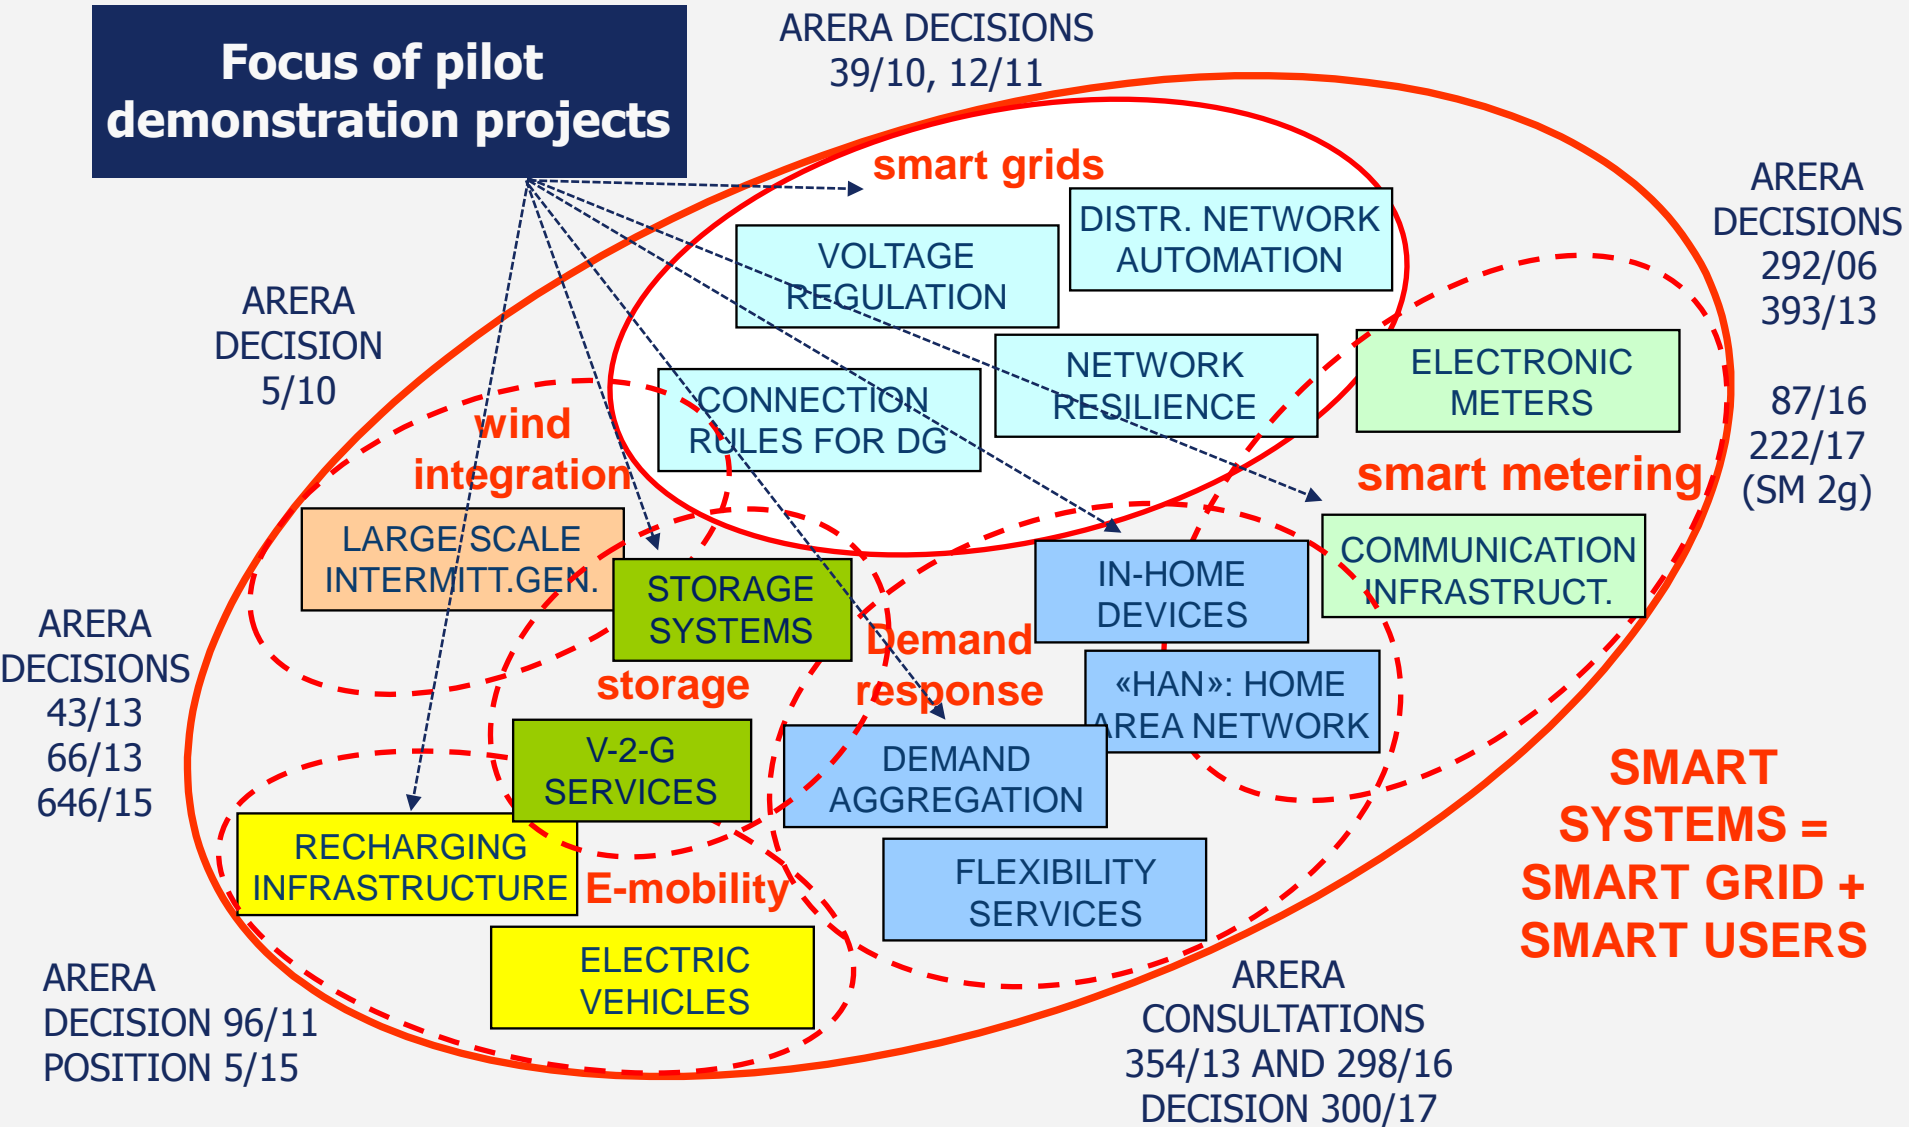 Focus of pilot
demonstration projects
ARERA DECISIONS
39/10, 12/11
smart grids
DISTR. NETWORK
AUTOMATION
VOLTAGE
REGULATION
NETWORK
RESILIENCE
CONNECTION
RULES FOR DG
ARERA
DECISIONS
292/06
393/13
87/16
222/17
(SM 2g)
ELECTRONIC
METERS
smart metering
COMMUNICATION
INFRASTRUCT.
ARERA
DECISION
5/10
wind
integration
LARGE SCALE
INTERMITT.GEN.
STORAGE
SYSTEMS
storage
V-2-G
SERVICES
IN-HOME
DEVICES
Demand
response
«HAN»: HOME
AREA NETWORK
DEMAND
AGGREGATION
FLEXIBILITY
SERVICES
ARERA
DECISIONS
43/13
66/13
646/15
RECHARGING
INFRASTRUCTURE
E-mobility
ELECTRIC
VEHICLES
SMART
SYSTEMS =
SMART GRID +
SMART USERS
ARERA
DECISION 96/11
POSITION 5/15
ARERA
CONSULTATIONS
354/13 AND 298/16
DECISION 300/17